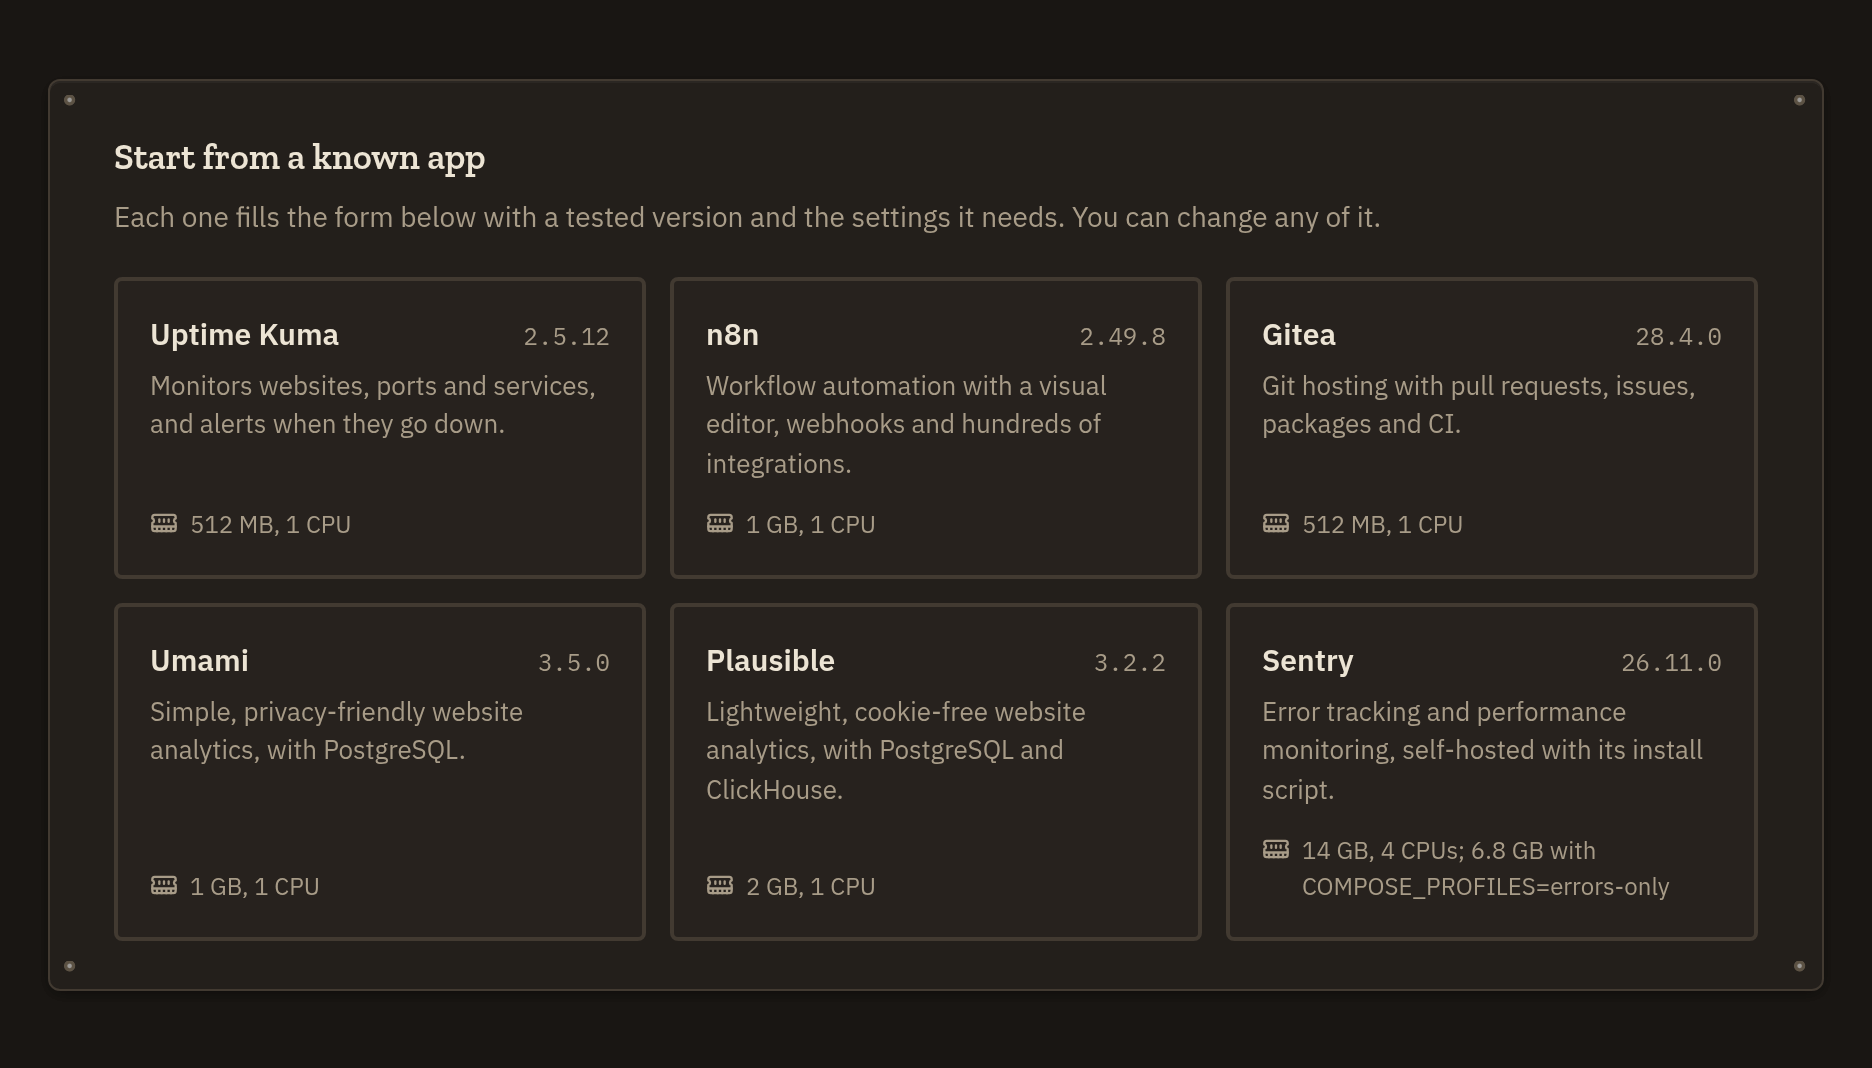 Start from a known app
Each one fills the form below with a tested version and the settings it needs. You can change any of it.
Uptime Kuma 2.5.12
Monitors websites, ports and services,
and alerts when they go down.
512 MB, 1 CPU
n8n 2.49.8
Workflow automation with a visual
editor, webhooks and hundreds of
integrations.
1 GB, 1 CPU
Gitea 28.4.0
Git hosting with pull requests, issues,
packages and CI.
512 MB, 1 CPU
Umami 3.5.0
Simple, privacy-friendly website
analytics, with PostgreSQL.
1 GB, 1 CPU
Plausible 3.2.2
Lightweight, cookie-free website
analytics, with PostgreSQL and
ClickHouse.
2 GB, 1 CPU
Sentry 26.11.0
Error tracking and performance
monitoring, self-hosted with its install
script.
14 GB, 4 CPUs; 6.8 GB with
COMPOSE_PROFILES=errors-only